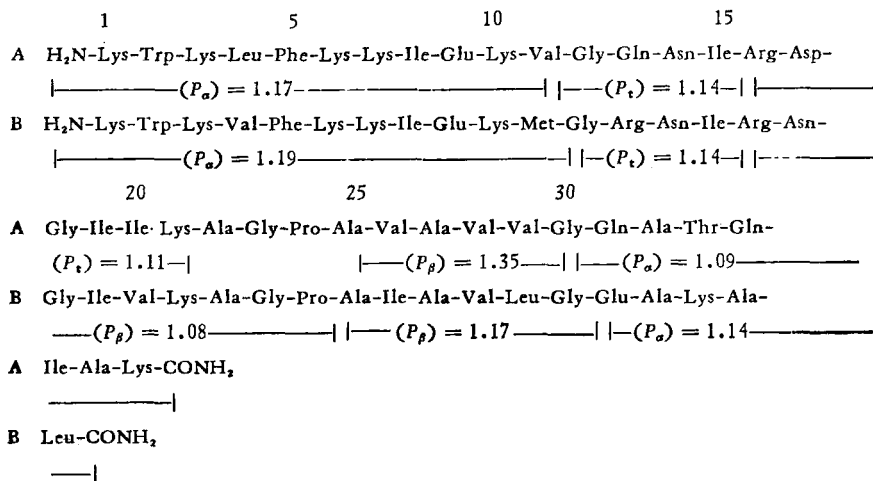 1 5 10 15
A H₂N-Lys-Trp-Lys-Leu-Phe-Lys-Lys-Ile-Glu-Lys-Val-Gly-Gln-Asn-Ile-Arg-Asp-
(Pα) = 1.17 (Pt) = 1.14
B H₂N-Lys-Trp-Lys-Val-Phe-Lys-Lys-Ile-Glu-Lys-Met-Gly-Arg-Asn-Ile-Arg-Asn-
(Pα) = 1.19 (Pt) = 1.14
20 25 30
A Gly-Ile-Ile-Lys-Ala-Gly-Pro-Ala-Val-Ala-Val-Val-Gly-Gln-Ala-Thr-Gln-
(Pt) = 1.11 (Pβ) = 1.35 (Pα) = 1.09
B Gly-Ile-Val-Lys-Ala-Gly-Pro-Ala-Ile-Ala-Val-Leu-Gly-Glu-Ala-Lys-Ala-
(Pβ) = 1.08 (Pβ) = 1.17 (Pα) = 1.14
A Ile-Ala-Lys-CONH₂
B Leu-CONH₂